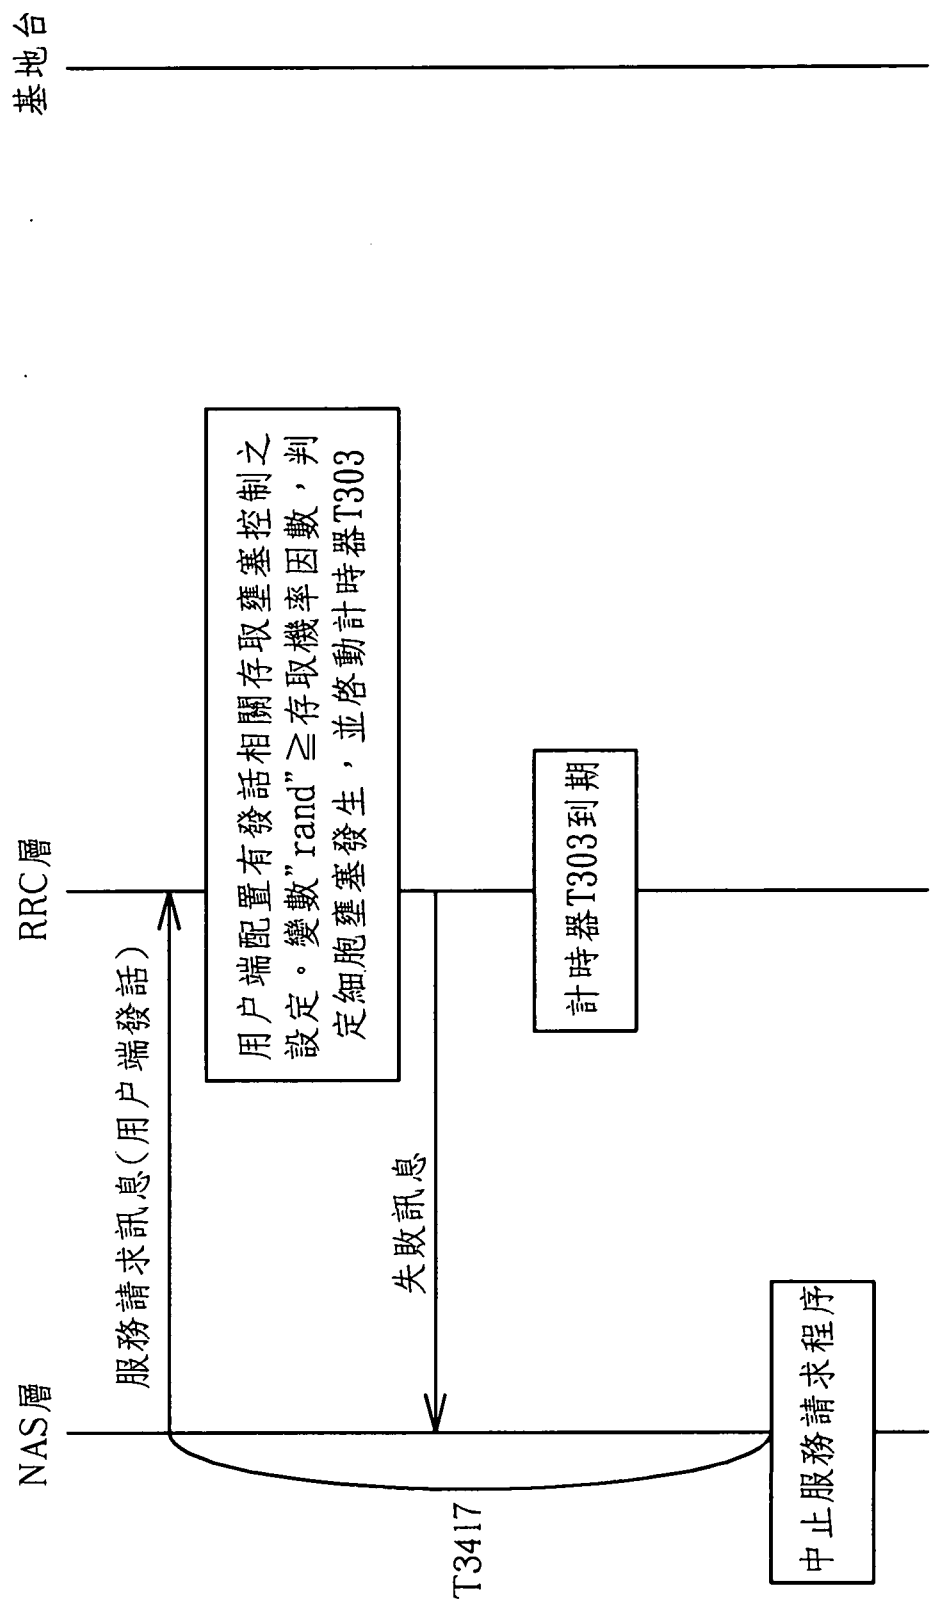 NAS層
RRC層
基地台
服務請求訊息(用户端發話)
用户端配置有發話相關存取壅塞控制之
設定。變數"rand"≧存取機率因數,判
定細胞壅塞發生,並啓動計時器T303
失敗訊息
計時器T303到期
T3417
中止服務請求程序